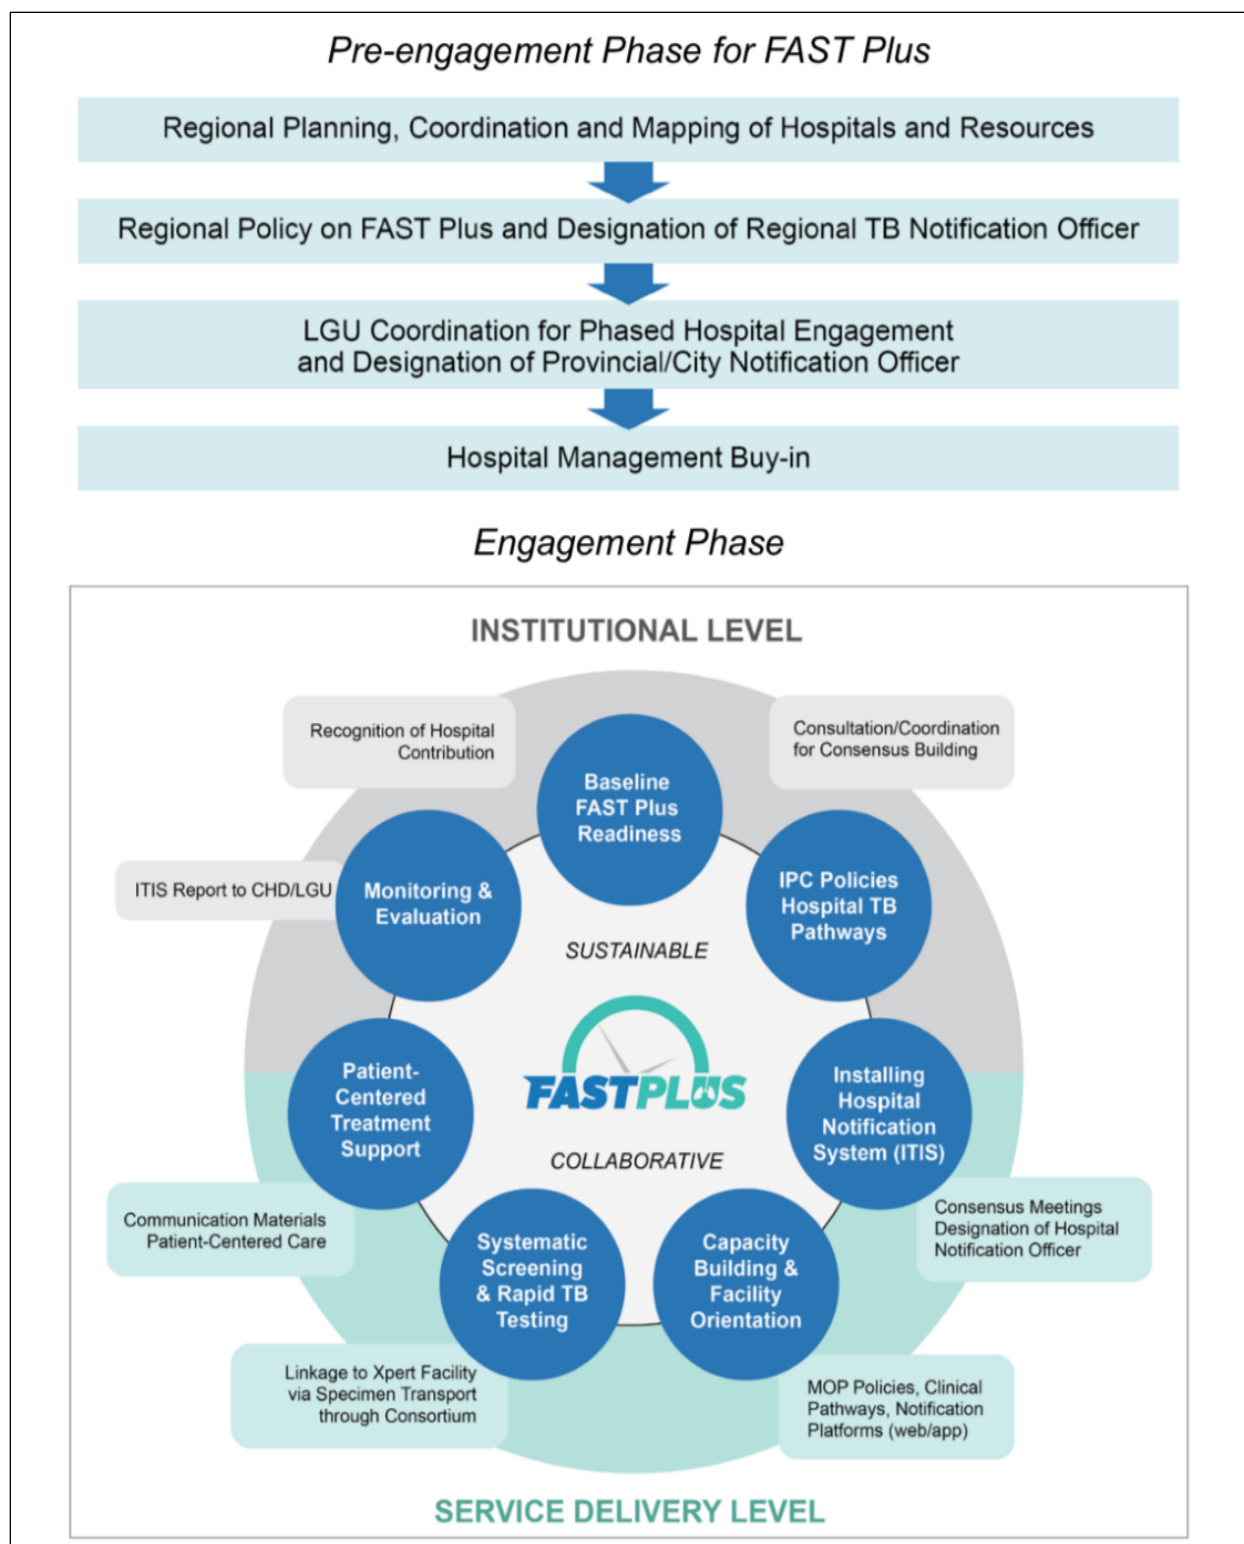 Pre-engagement Phase for FAST Plus
Regional Planning, Coordination and Mapping of Hospitals and Resources
Regional Policy on FAST Plus and Designation of Regional TB Notification Officer
LGU Coordination for Phased Hospital Engagement
and Designation of Provincial/City Notification Officer
Hospital Management Buy-in
Engagement Phase
INSTITUTIONAL LEVEL
Recognition of Hospital
Contribution
Consultation/Coordination
for Consensus Building
Baseline
FAST Plus
Readiness
ITIS Report to CHD/LGU
Monitoring &
Evaluation
IPC Policies
Hospital TB
Pathways
SUSTAINABLE
FASTPLUS
COLLABORATIVE
Patient-
Centered
Treatment
Support
Installing
Hospital
Notification
System (ITIS)
Communication Materials
Patient-Centered Care
Consensus Meetings
Designation of Hospital
Notification Officer
Systematic
Screening
& Rapid TB
Testing
Capacity
Building &
Facility
Orientation
Linkage to Xpert Facility
via Specimen Transport
through Consortium
MOP Policies, Clinical
Pathways, Notification
Platforms (web/app)
SERVICE DELIVERY LEVEL